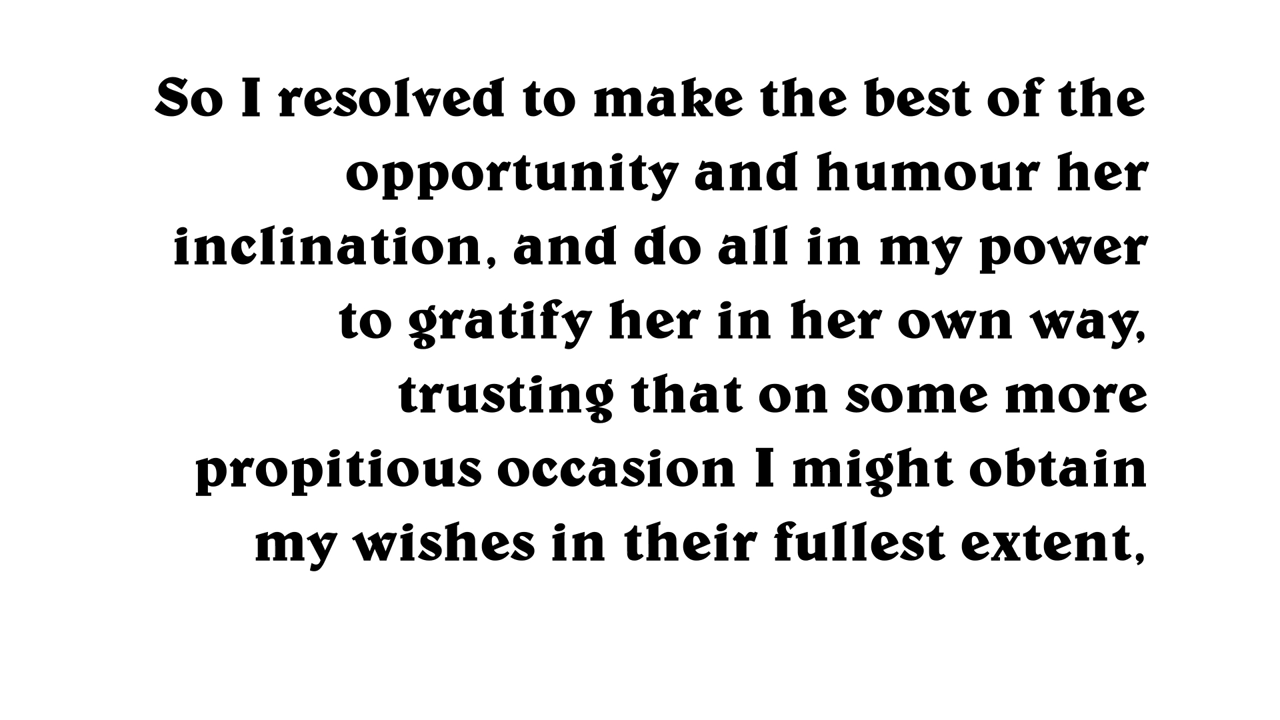 So I resolved to make the best of the
opportunity and humour her
inclination, and do all in my power
to gratify her in her own way,
trusting that on some more
propitious occasion I might obtain
my wishes in their fullest extent,